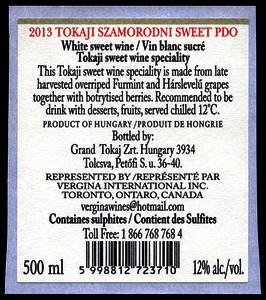 2013 TOKAJI SZAMORODNI SWEET PDO
White sweet wine / Vin blanc sucré
Tokaji sweet wine speciality
This Tokaji sweet wine speciality is made from late
harvested overriped Furmint and Hárslevelű grapes
together with botrytised berries. Recommended to be
drink with desserts, fruits, served chilled 12°C.
PRODUCT OF HUNGARY /PRODUIT DE HONGRIE
Bottled by:
Grand Tokaj Zrt. Hungary 3934
Tolcsva, Petőfi S. u. 36-40.
REPRESENTED BY /REPRÉSENTÉ PAR
VERGINA INTERNATIONAL INC.
TORONTO, ONTARIO, CANADA
verginawines@hotmail.com
Containes sulphites / Contient des Sulfites
Toll Free: 1 866 768 768 4
500 ml 5 998812 723710 12% alc./vol.